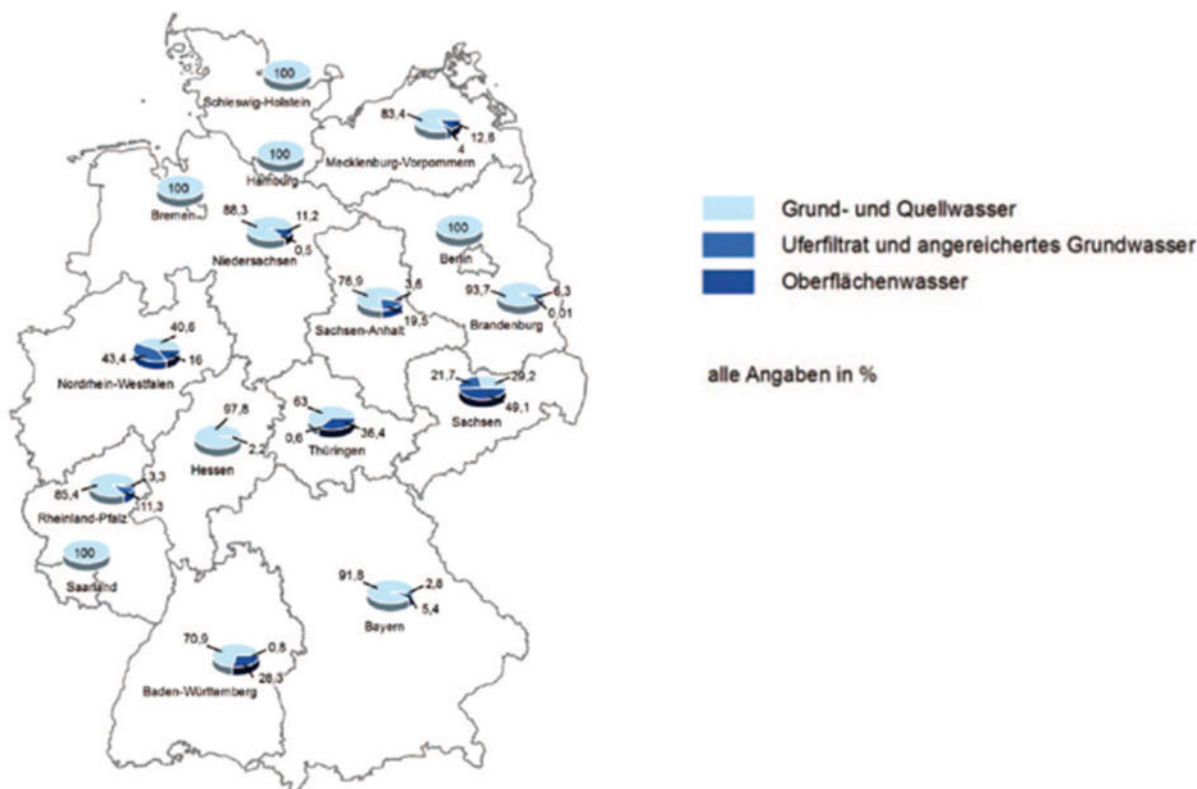 100
Schleswig-Holstein
83,4
12,8
4
Mecklenburg-Vorpommern
100
Hamburg
100
Bremen
88,3
11,2
0,5
Niedersachsen
100
Berlin
76,9
3,6
19,5
Sachsen-Anhalt
93,7
6,3
0,01
Brandenburg
40,6
43,4
16
Nordrhein-Westfalen
21,7
29,2
49,1
Sachsen
97,8
2,2
Hessen
63
0,6
36,4
Thüringen
85,4
3,3
11,3
Rheinland-Pfalz
100
Saarland
91,8
2,8
5,4
Bayern
70,9
0,8
28,3
Baden-Württemberg
Grund- und Quellwasser
Uferfiltrat und angereichertes Grundwasser
Oberflächenwasser
alle Angaben in %